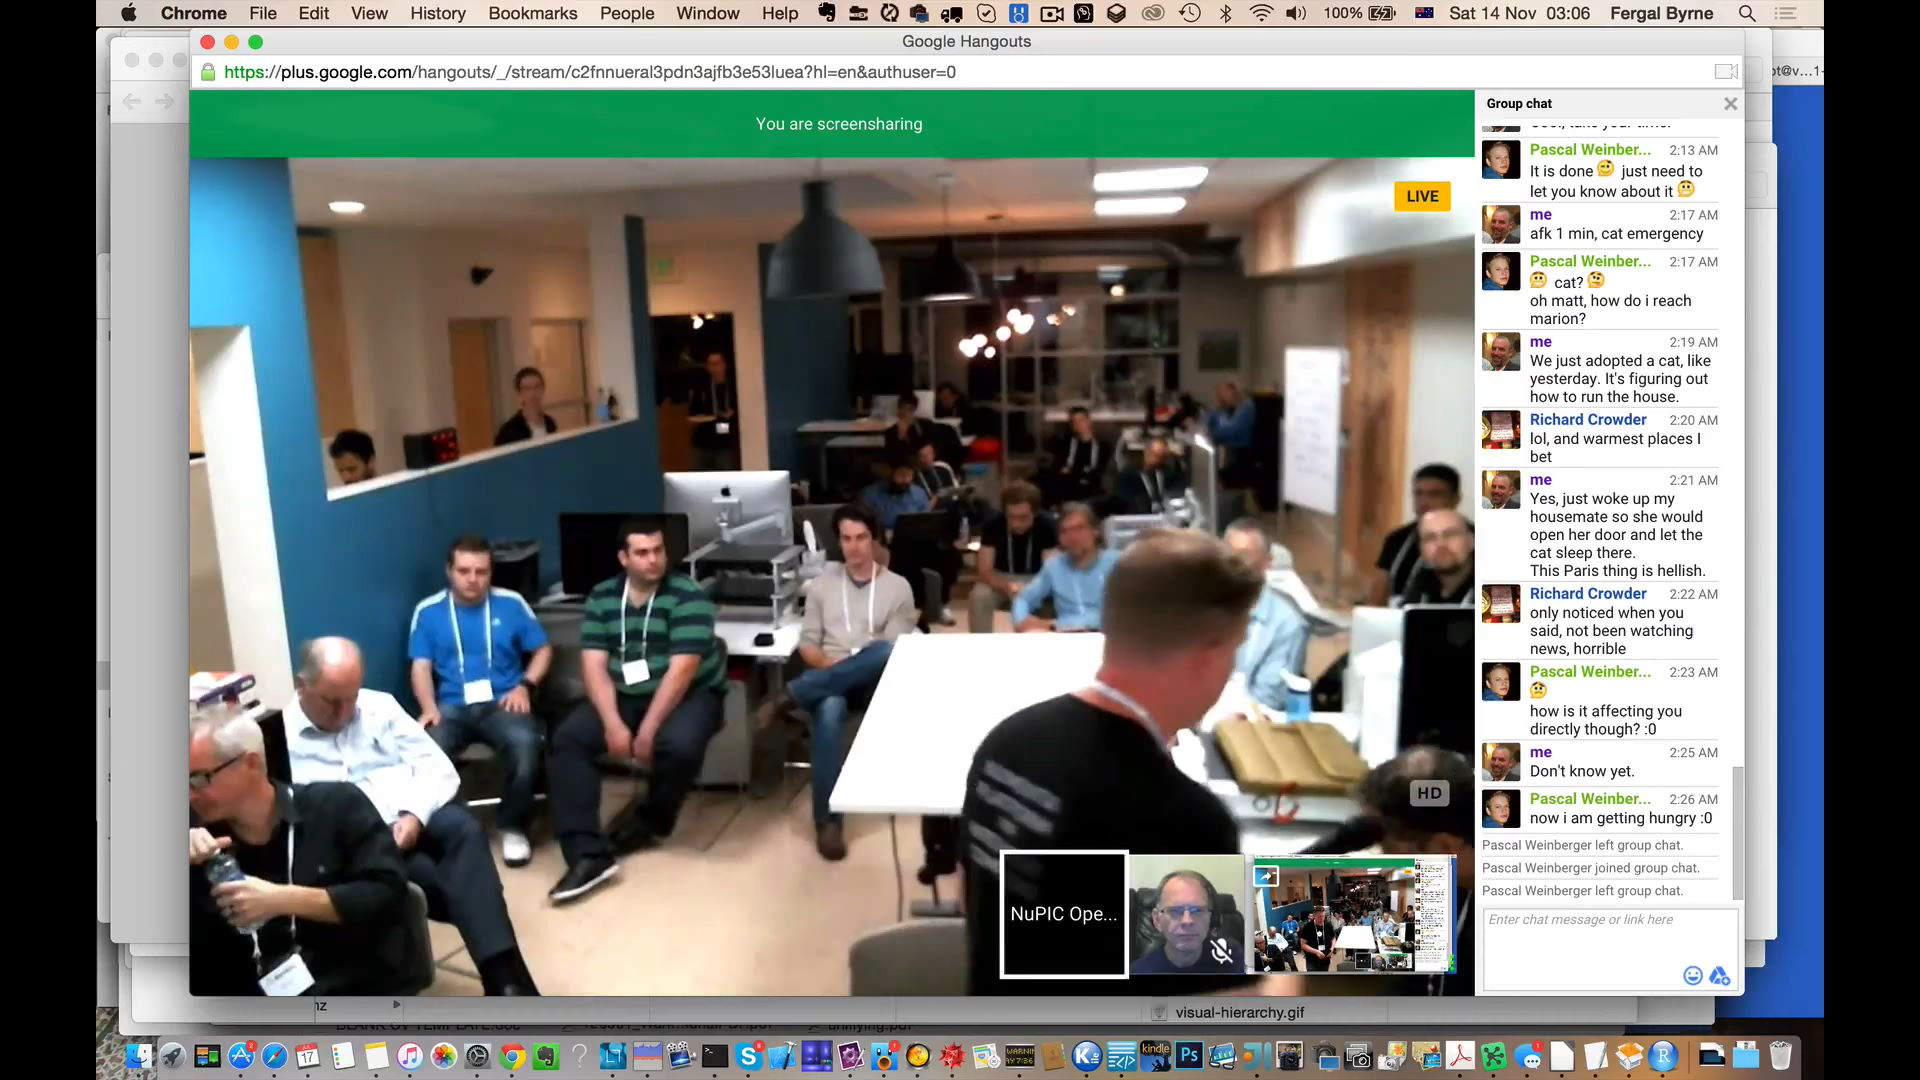 Chrome File Edit View History Bookmarks People Window Help 100% Sat 14 Nov 03:06 Fergal Byrne
Google Hangouts
https://plus.google.com/hangouts/_/stream/c2fnnueral3pdn3ajfb3e53luea?hl=en&authuser=0
You are screensharing
LIVE
HD
NuPIC Ope...
Group chat
Pascal Weinber... 2:13 AM
It is done just need to
let you know about it
me 2:17 AM
afk 1 min, cat emergency
Pascal Weinber... 2:17 AM
cat?
oh matt, how do i reach
marion?
me 2:19 AM
We just adopted a cat, like
yesterday. It's figuring out
how to run the house.
Richard Crowder 2:20 AM
lol, and warmest places I
bet
me 2:21 AM
Yes, just woke up my
housemate so she would
open her door and let the
cat sleep there.
This Paris thing is hellish.
Richard Crowder 2:22 AM
only noticed when you
said, not been watching
news, horrible
Pascal Weinber... 2:23 AM
how is it affecting you
directly though? :0
me 2:25 AM
Don't know yet.
Pascal Weinber... 2:26 AM
now i am getting hungry :0
Pascal Weinberger left group chat.
Pascal Weinberger joined group chat.
Pascal Weinberger left group chat.
Enter chat message or link here
visual-hierarchy.gif